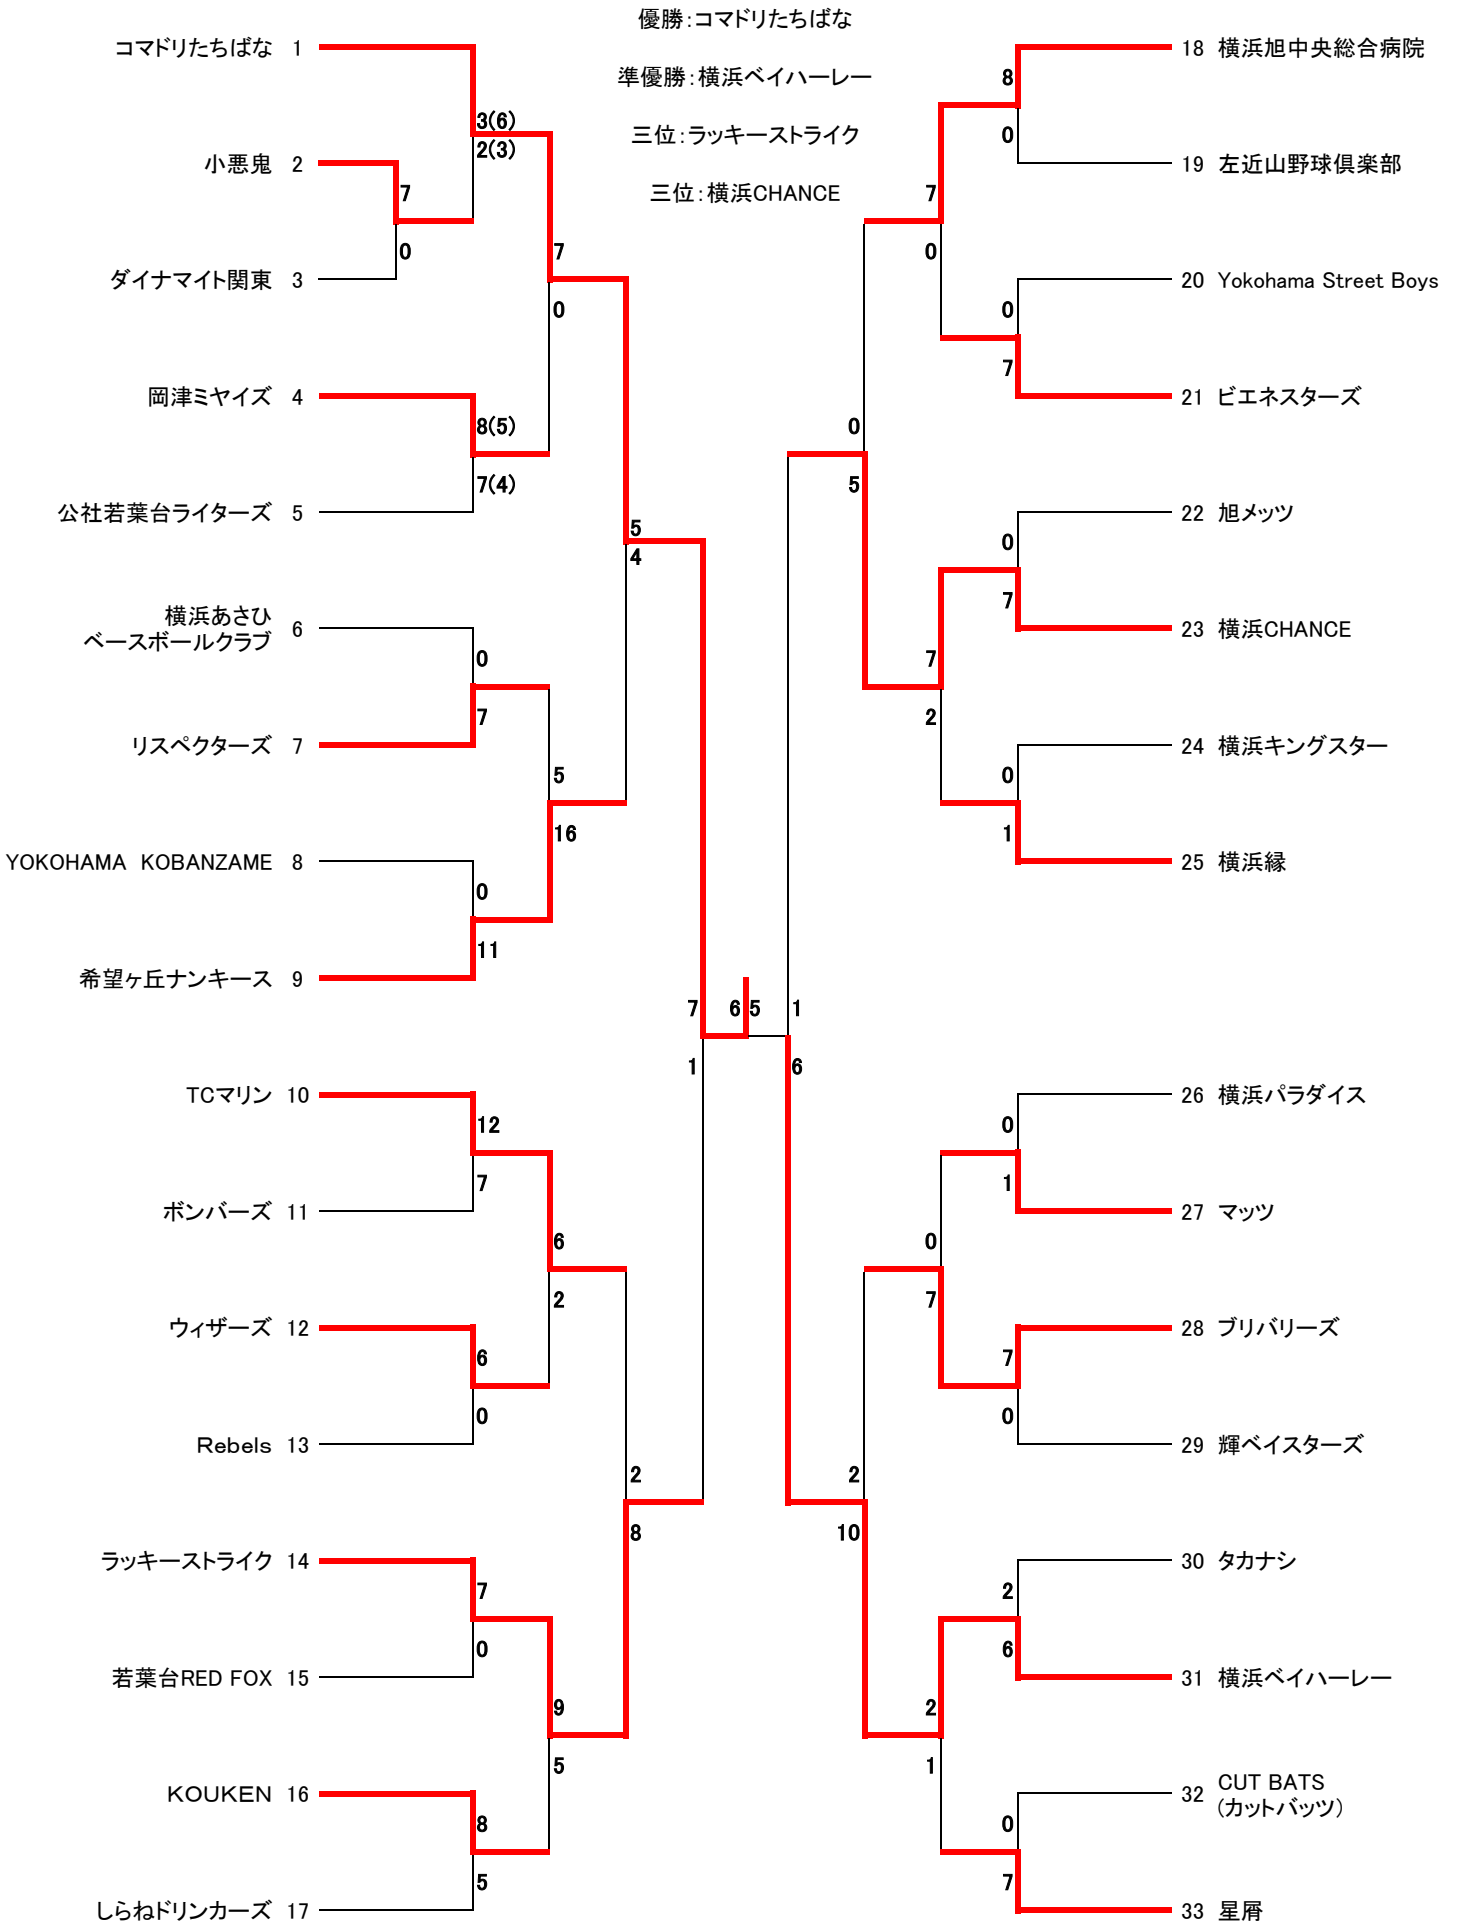 優勝：コマドリたちばな
準優勝：横浜ベイハーレー
三位：ラッキーストライク
三位：横浜CHANCE
コマドリたちばな 1
3(6)
2(3)
小悪鬼 2
7
0
ダイナマイト関東 3
7
0
岡津ミヤイズ 4
8(5)
7(4)
公社若葉台ライターズ 5
5
4
横浜あさひ
ベースボールクラブ 6
0
7
リスペクターズ 7
5
16
YOKOHAMA KOBANZAME 8
0
11
希望ヶ丘ナンキース 9
7
1
6 5
TCマリン 10
12
7
ボンバーズ 11
6
2
ウィザーズ 12
6
0
Rebels 13
2
8
ラッキーストライク 14
7
0
若葉台RED FOX 15
9
5
KOUKEN 16
8
5
しらねドリンカーズ 17
18 横浜旭中央総合病院
8
0
19 左近山野球倶楽部
7
0
20 Yokohama Street Boys
0
7
21 ビエネスターズ
0
5
22 旭メッツ
0
7
23 横浜CHANCE
7
2
24 横浜キングスター
0
1
25 横浜縁
1
6
26 横浜パラダイス
0
1
27 マッツ
0
7
28 ブリバリーズ
7
0
29 輝ベイスターズ
2
10
30 タカナシ
2
6
31 横浜ベイハーレー
2
1
32 CUT BATS
（カットバッツ）
0
7
33 星屑